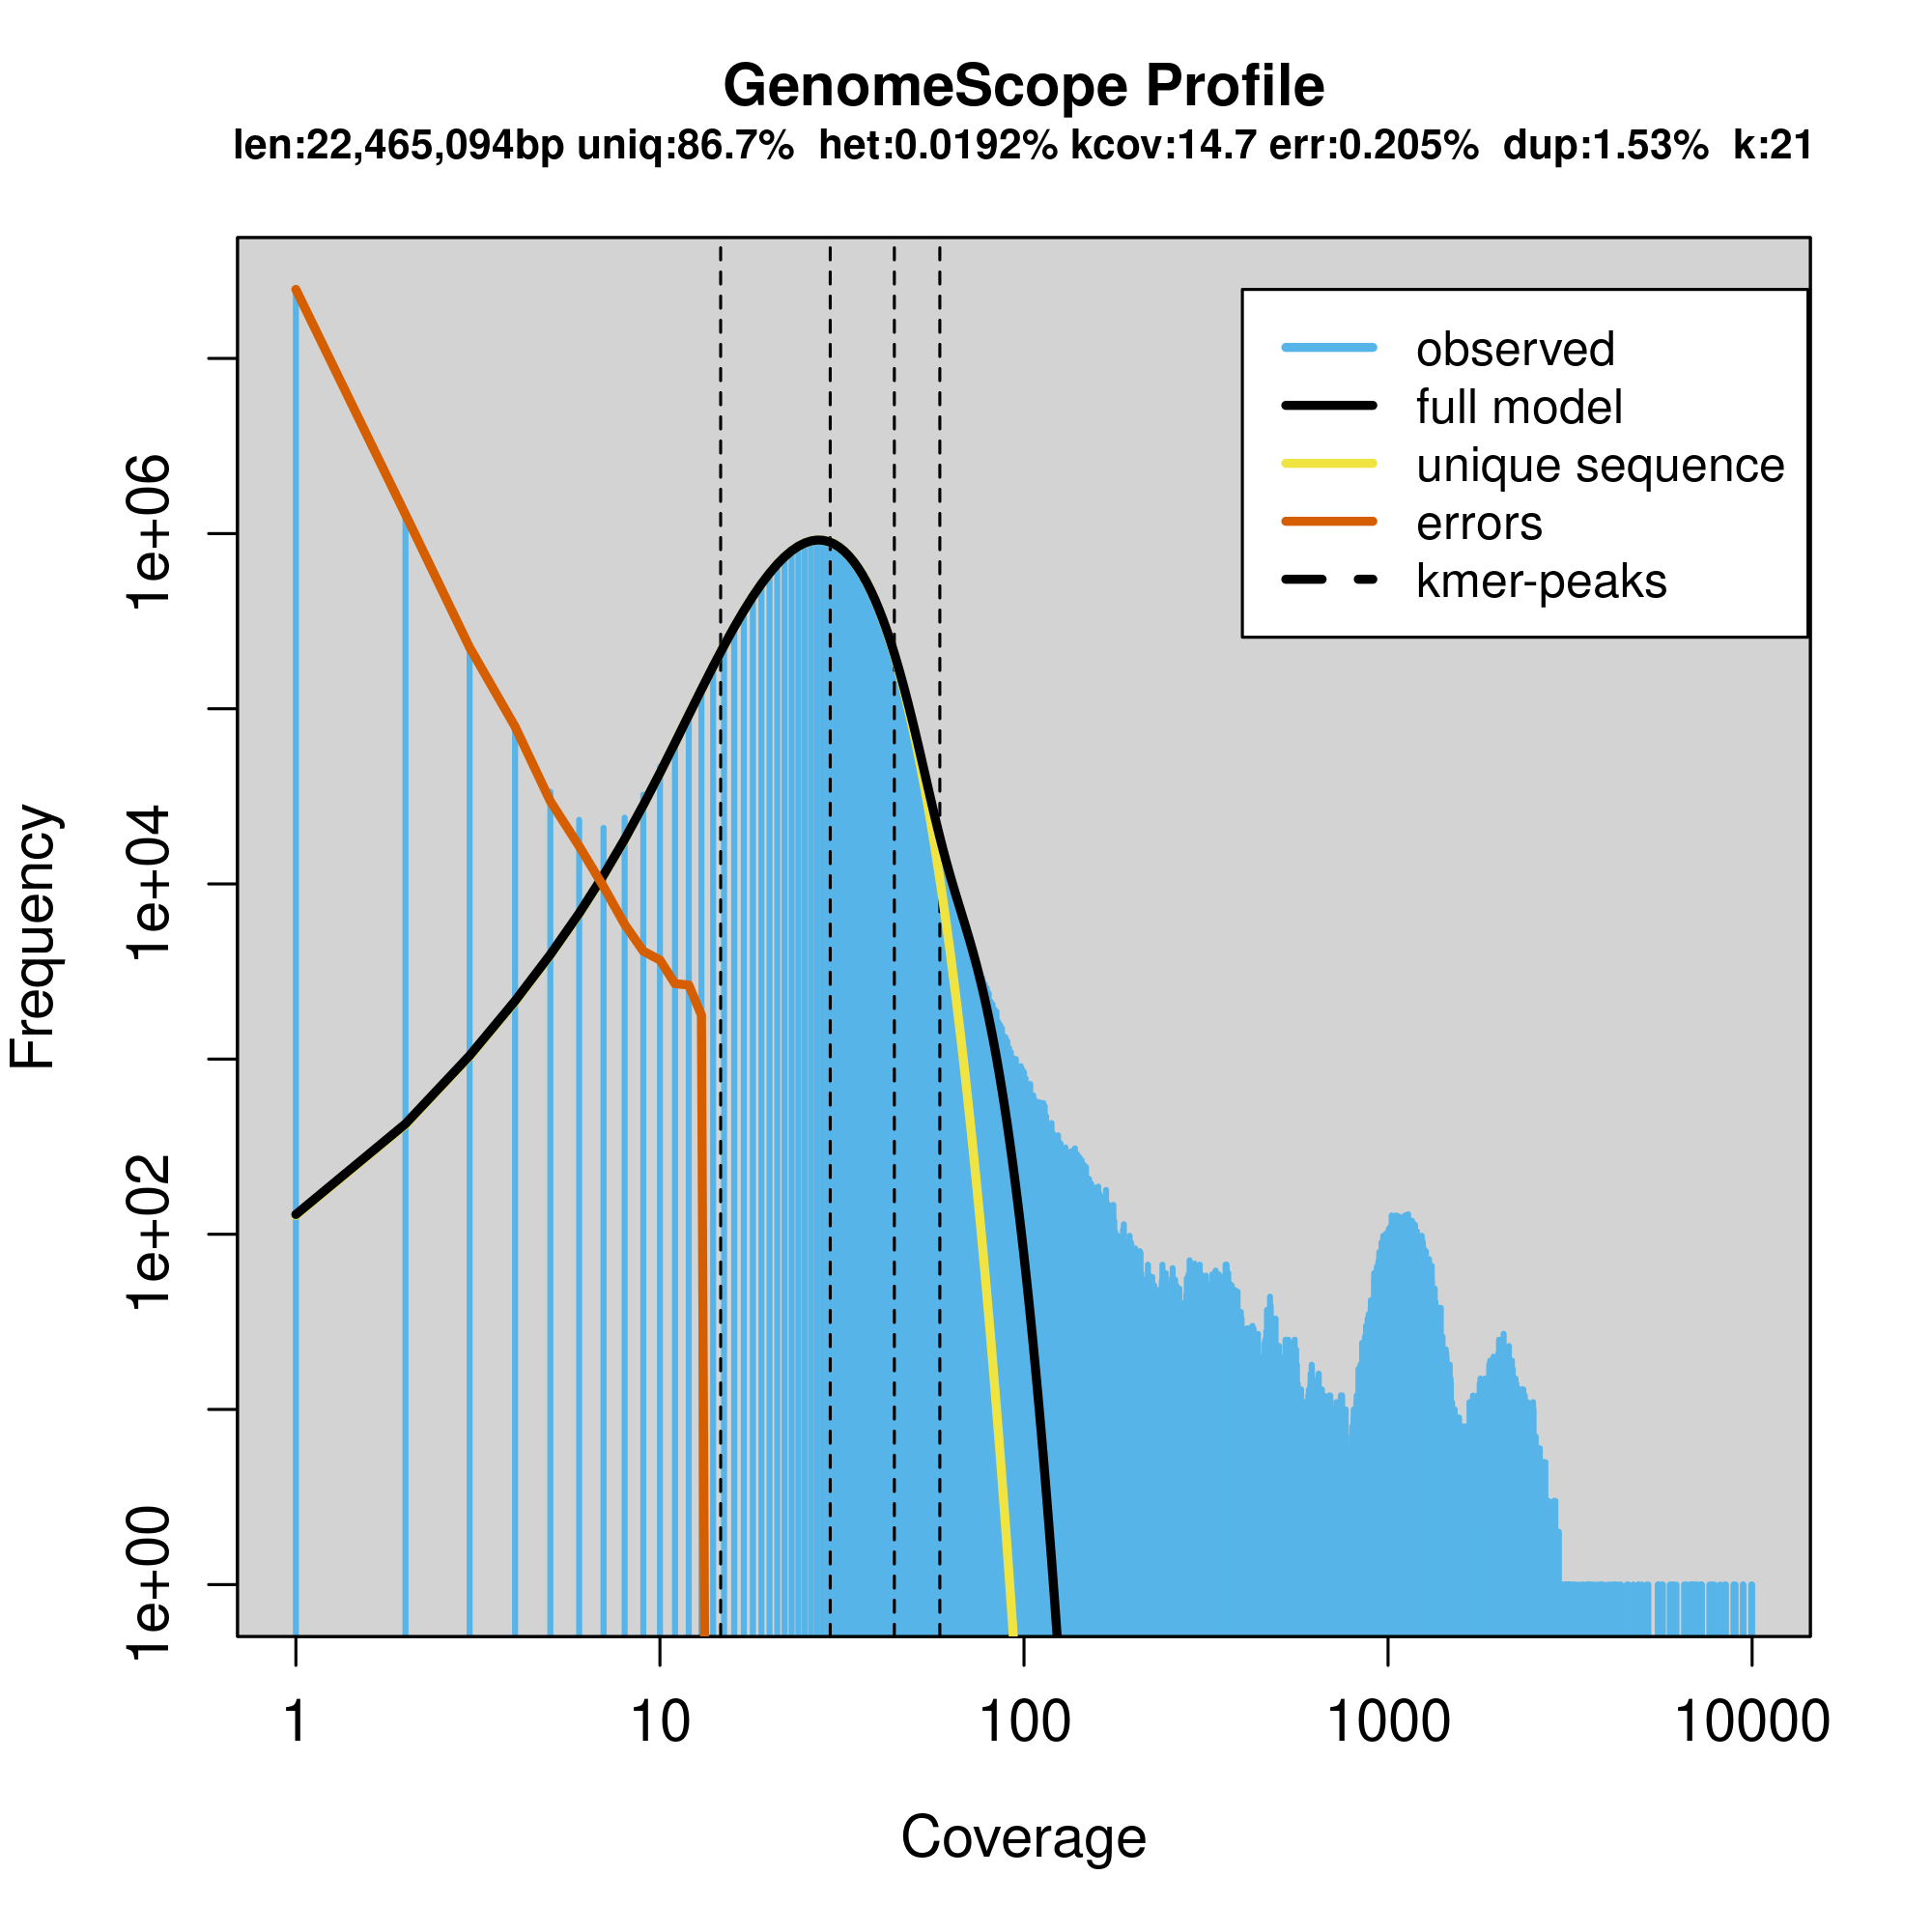 GenomeScope Profile
len:22,465,094bp uniq:86.7% het:0.0192% kcov:14.7 err:0.205% dup:1.53% k:21
observed
full model
unique sequence
errors
kmer-peaks
Frequency
1e+06
1e+04
1e+02
1e+00
1 10 100 1000 10000
Coverage